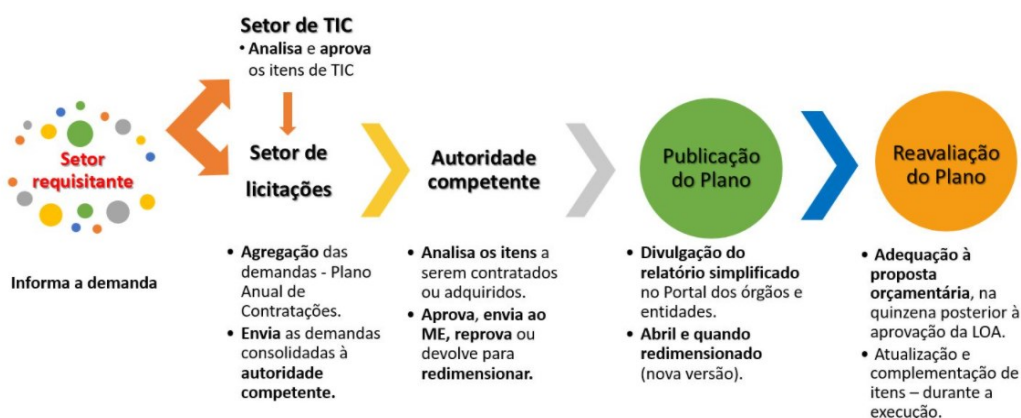 Setor requisitante
Informa a demanda
Setor de TIC
• Analisa e aprova
os itens de TIC
Setor de
licitações
• Agregação das
demandas - Plano
Anual de
Contratações.
• Envia as demandas
consolidadas à
autoridade
competente.
Autoridade
competente
• Analisa os itens a
serem contratados
ou adquiridos.
• Aprova, envia ao
ME, reprova ou
devolve para
redimensionar.
Publicação
do Plano
• Divulgação do
relatório simplificado
no Portal dos órgãos e
entidades.
• Abril e quando
redimensionado
(nova versão).
Reavaliação
do Plano
• Adequação à
proposta
orçamentária, na
quinzena posterior à
aprovação da LOA.
• Atualização e
complementação de
itens – durante a
execução.